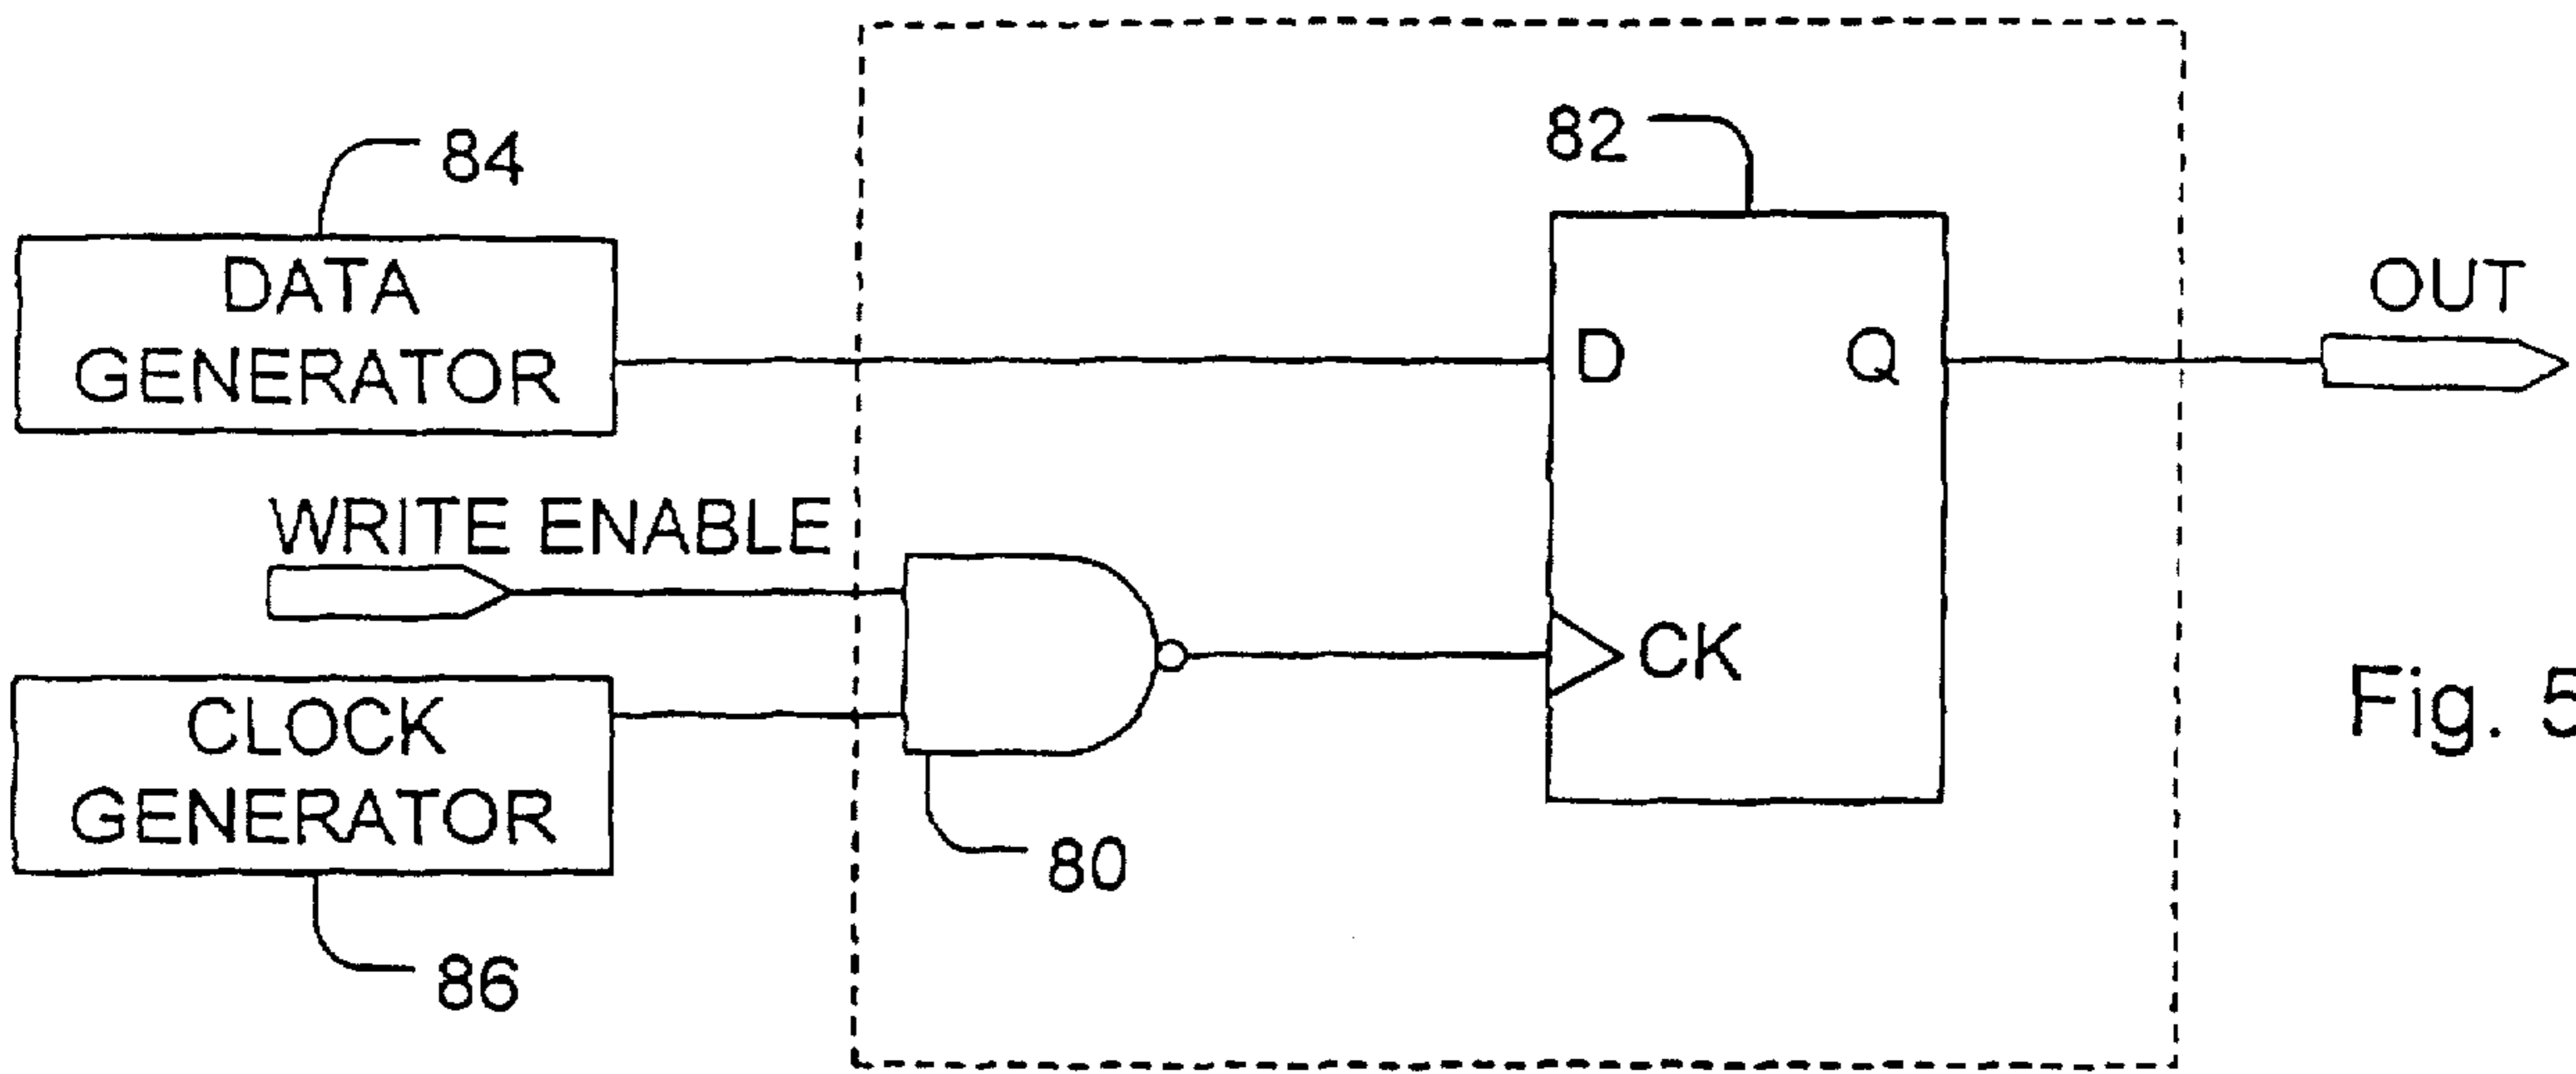 84
DATA
GENERATOR
82
D
Q
OUT
WRITE ENABLE
CK
CLOCK
GENERATOR
80
86
Fig. 5